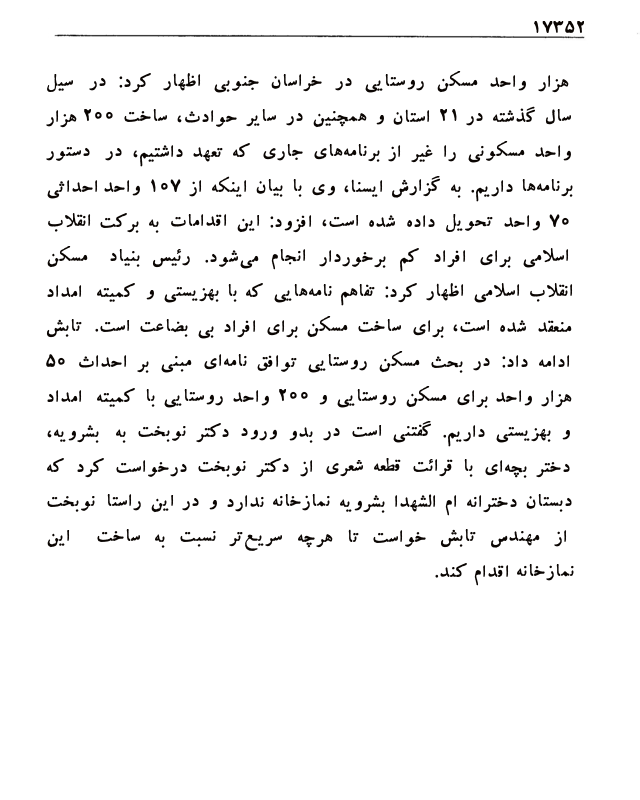 ۱۷۳۵۲
هزار واحد مسکن روستایی در خراسان جنوبی اظهار کرد: در سیل
سال گذشته در ۲۱ استان و همچنین در سایر حوادث، ساخت ۲۰۰ هزار
واحد مسکونی را غیر از برنامه‌های جاری که تعهد داشتیم، در دستور
برنامه‌ها داریم. به گزارش ایسنا، وی با بیان اینکه از ۱۰۷ واحد احداثی
۷۰ واحد تحویل داده شده است، افزود: این اقدامات به برکت انقلاب
اسلامی برای افراد کم برخوردار انجام می‌شود. رئیس بنیاد مسکن
انقلاب اسلامی اظهار کرد: تفاهم نامه‌هایی که با بهزیستی و کمیته امداد
منعقد شده است، برای ساخت مسکن برای افراد بی بضاعت است. تابش
ادامه داد: در بحث مسکن روستایی توافق نامه‌ای مبنی بر احداث ۵۰
هزار واحد برای مسکن روستایی و ۲۰۰ واحد روستایی با کمیته امداد
و بهزیستی داریم. گفتنی است در بدو ورود دکتر نوبخت به بشرویه،
دختر بچه‌ای با قرائت قطعه شعری از دکتر نوبخت درخواست کرد که
دبستان دخترانه ام الشهدا بشرویه نمازخانه ندارد و در این راستا نوبخت
از مهندس تابش خواست تا هرچه سریع‌تر نسبت به ساخت این
نمازخانه اقدام کند.